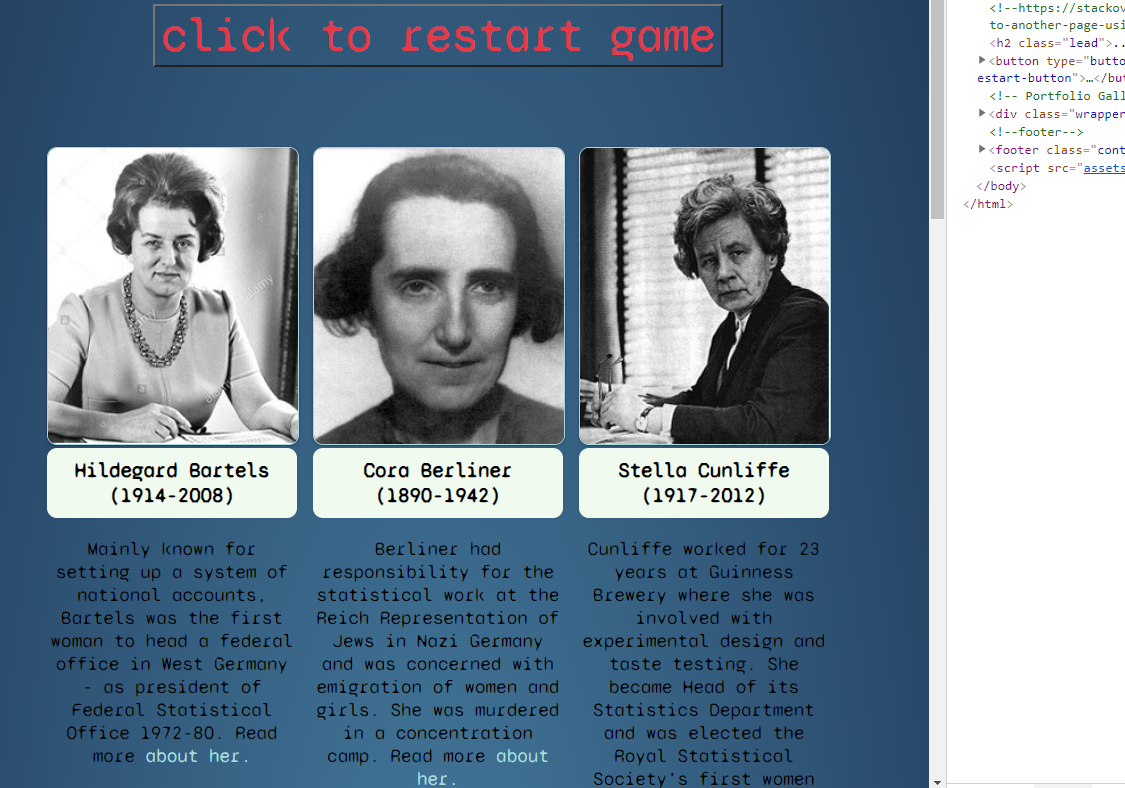 click to restart game
Hildegard Bartels
(1914-2008)
Mainly known for
setting up a system of
national accounts,
Bartels was the first
woman to head a federal
office in West Germany
- as president of
Federal Statistical
Office 1972-80. Read
more about her.
Cora Berliner
(1890-1942)
Berliner had
responsibility for the
statistical work at the
Reich Representation of
Jews in Nazi Germany
and was concerned with
emigration of women and
girls. She was murdered
in a concentration
camp. Read more about
her.
Stella Cunliffe
(1917-2012)
Cunliffe worked for 23
years at Guinness
Brewery where she was
involved with
experimental design and
taste testing. She
became Head of its
Statistics Department
and was elected the
Royal Statistical
Society's first women
<!--https://stackov
to-another-page-usi
<h2 class="lead">..
<button type="butto
estart-button">…</but
<!-- Portfolio Gall
<div class="wrapper
<!--footer-->
<footer class="cont
<script src="assets
</body>
</html>